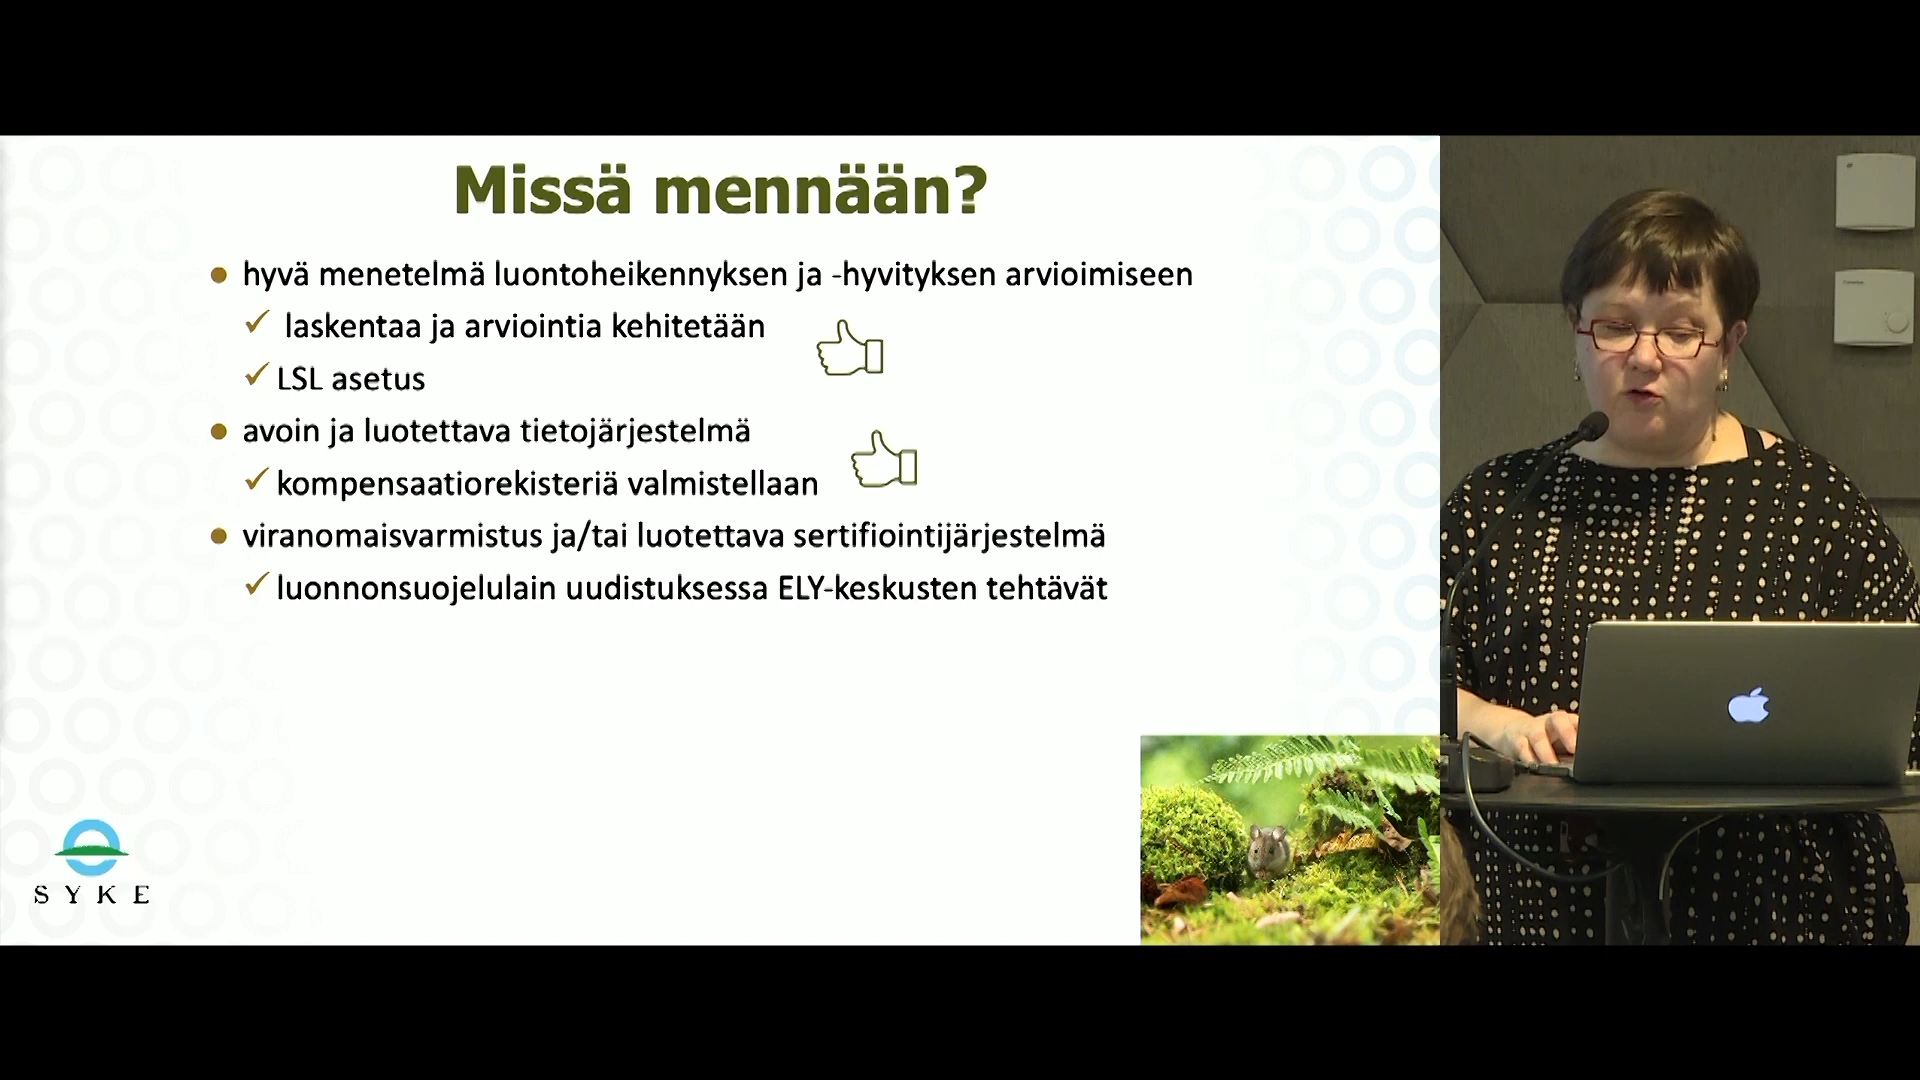 Missä mennään?
hyvä menetelmä luontoheikennyksen ja -hyvityksen arvioimiseen
laskentaa ja arviointia kehitetään
LSL asetus
avoin ja luotettava tietojärjestelmä
kompensaatiorekisteriä valmistellaan
viranomaisvarmistus ja/tai luotettava sertifiointijärjestelmä
luonnonsuojelulain uudistuksessa ELY-keskusten tehtävät
SYKE